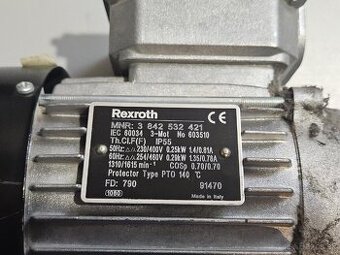 Rexroth
MNR: 3 842 532 421
IEC 60034 3-Mot No 603510
Th.Cl.F(F) IP55
50Hz△/⅄230/400V 0.25kW 1.4/0.81A
60Hz△/⅄254/460V 0.29kW 1.35/0.78A
1310/1615 min⁻¹ COSφ 0.70/0.70
Protector Type PTO 140 °C
FD: 790 91470
1080 Made in Italy